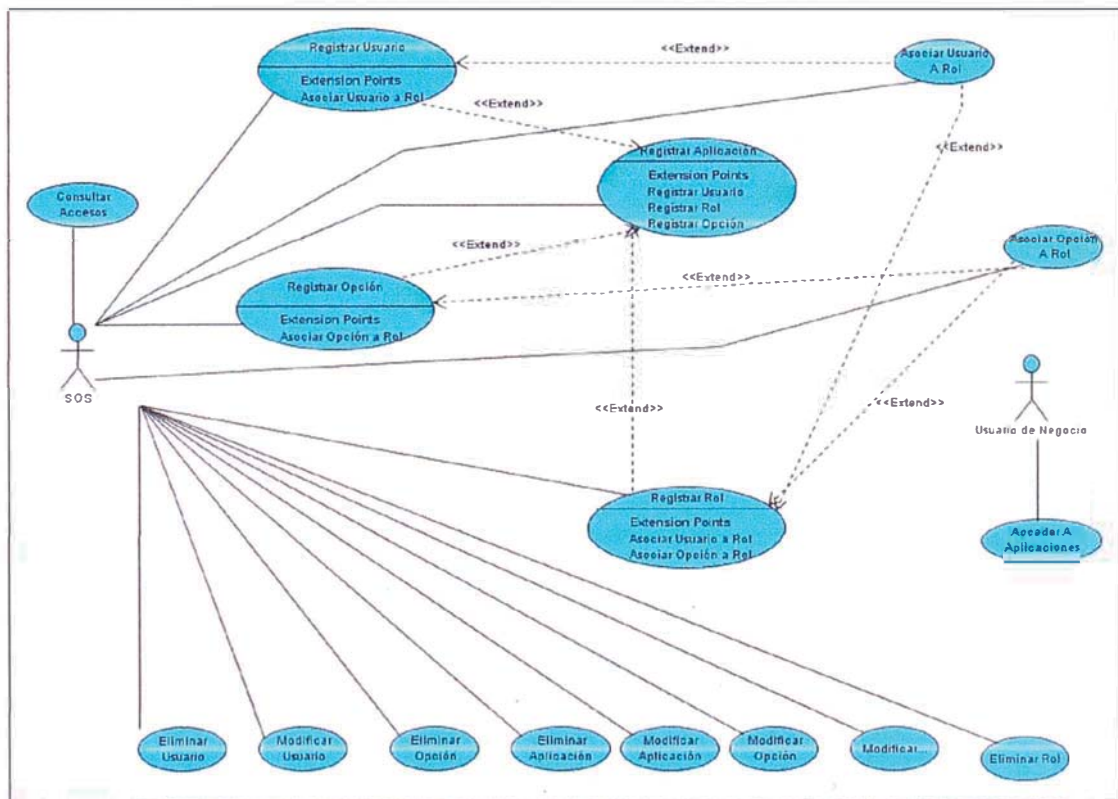 Registrar Usuario
Extension Points
Asociar Usuario a Rol
<<Extend>>
Asociar Usuario
A Rol
<<Extend>>
Registrar Aplicación
Extension Points
Registrar Usuario
Registrar Rol
Registrar Opción
<<Extend>>
Consultar
Accesos
<<Extend>>
Asociar Opción
A Rol
<<Extend>>
Registrar Opción
Extension Points
Asociar Opción a Rol
SOS
<<Extend>>
<<Extend>>
Usuario de Negocio
Registrar Rol
Extension Points
Asociar Usuario a Rol
Asociar Opción a Rol
Acceder A
Aplicaciones
Eliminar
Usuario
Modificar
Usuario
Eliminar
Opción
Eliminar
Aplicación
Modificar
Aplicación
Modificar
Opción
Modificar...
Eliminar Rol